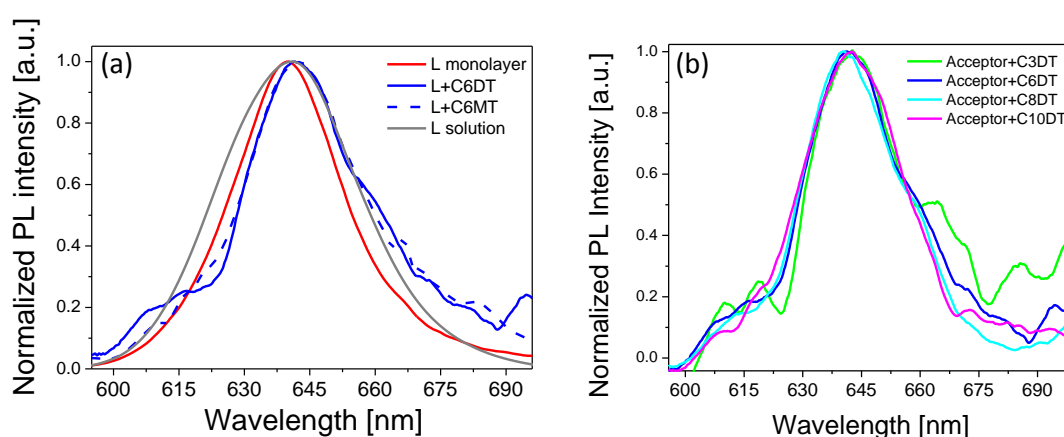 (a)
L monolayer
L+C6DT
L+C6MT
L solution
Normalized PL intensity [a.u.]
1.0
0.8
0.6
0.4
0.2
0.0
600 615 630 645 660 675 690
Wavelength [nm]
(b)
Acceptor+C3DT
Acceptor+C6DT
Acceptor+C8DT
Acceptor+C10DT
Normalized PL Intensity [a.u.]
1.0
0.8
0.6
0.4
0.2
0.0
600 615 630 645 660 675 690
Wavelength [nm]